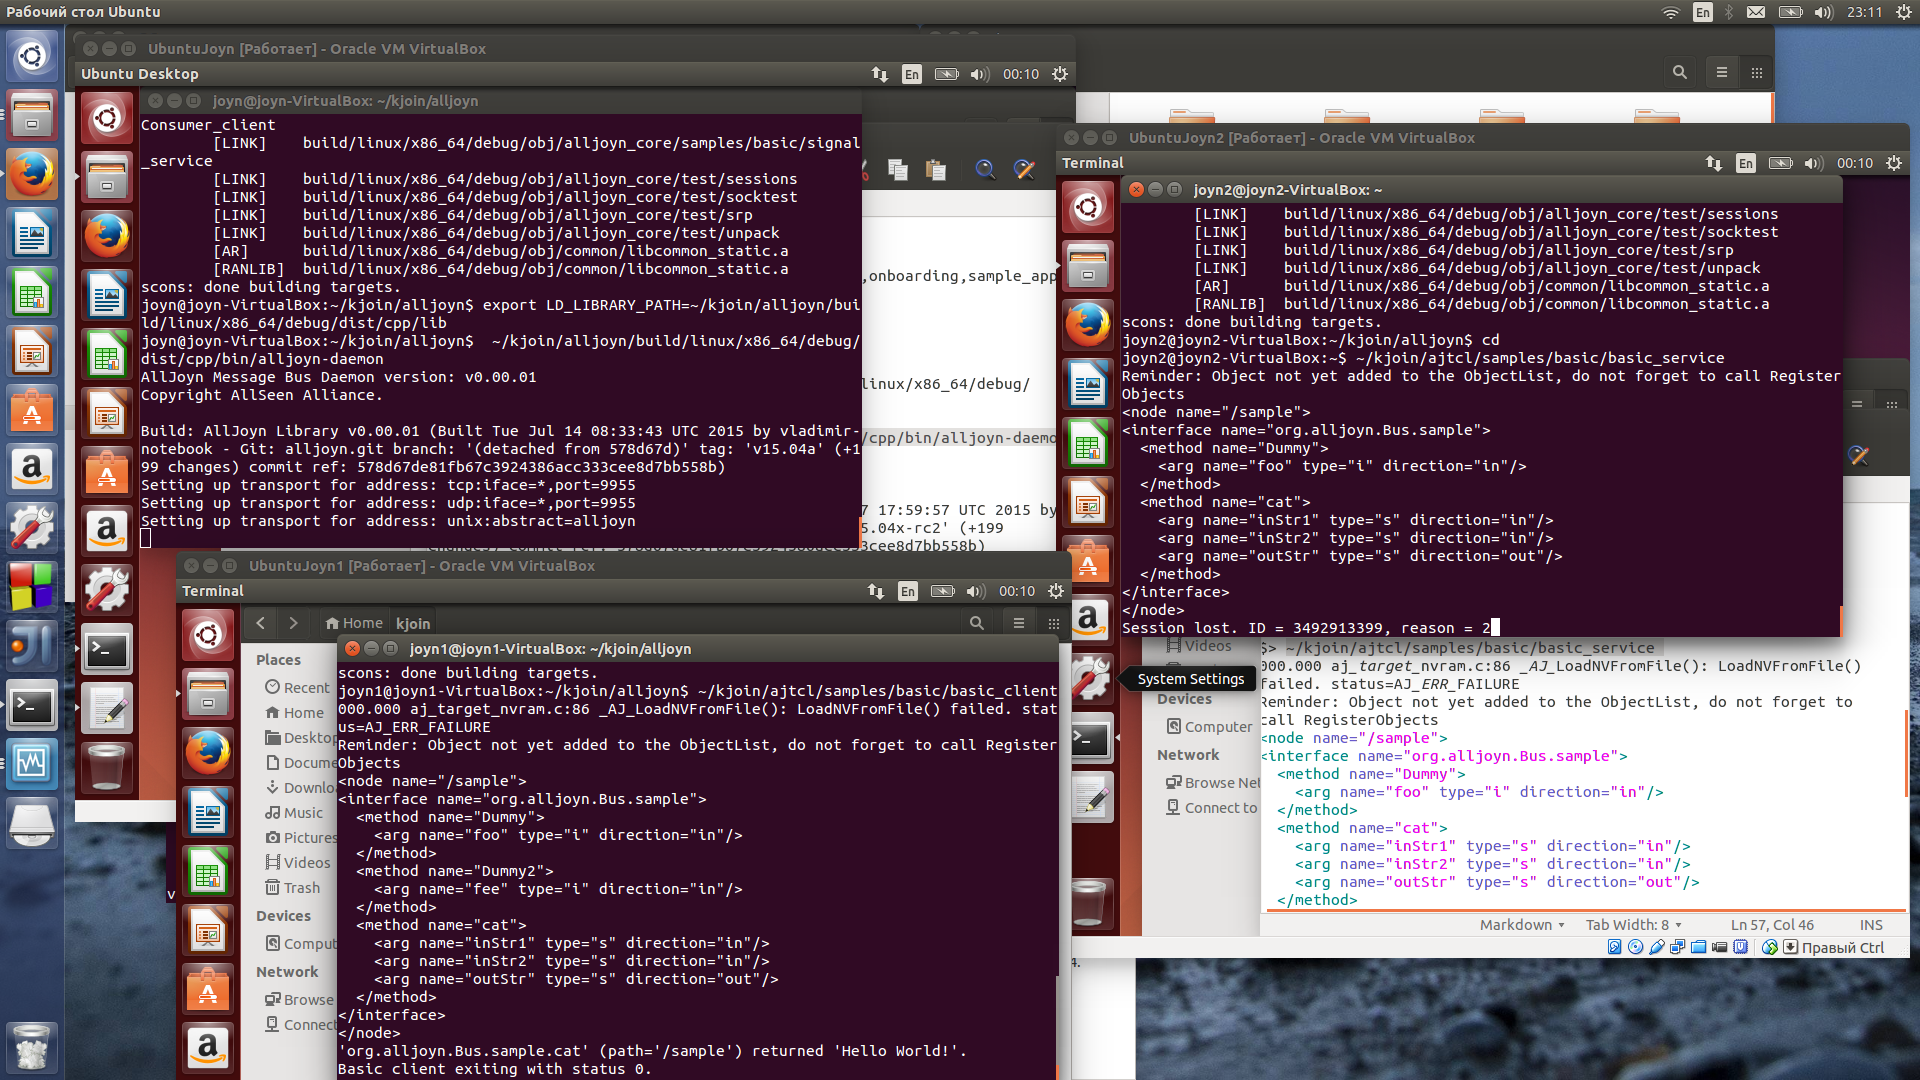 Рабочий стол Ubuntu
En
23:11
UbuntuJoyn [Работает] - Oracle VM VirtualBox
Ubuntu Desktop
En
00:10
joyn@joyn-VirtualBox: ~/kjoin/alljoyn
Consumer_client
[LINK] build/linux/x86_64/debug/obj/alljoyn_core/samples/basic/signal
_service
[LINK] build/linux/x86_64/debug/obj/alljoyn_core/test/sessions
[LINK] build/linux/x86_64/debug/obj/alljoyn_core/test/socktest
[LINK] build/linux/x86_64/debug/obj/alljoyn_core/test/srp
[LINK] build/linux/x86_64/debug/obj/alljoyn_core/test/unpack
[AR] build/linux/x86_64/debug/obj/common/libcommon_static.a
[RANLIB] build/linux/x86_64/debug/obj/common/libcommon_static.a
scons: done building targets.
joyn@joyn-VirtualBox:~/kjoin/alljoyn$ export LD_LIBRARY_PATH=~/kjoin/alljoyn/bui
ld/linux/x86_64/debug/dist/cpp/lib
joyn@joyn-VirtualBox:~/kjoin/alljoyn$  ~/kjoin/alljoyn/build/linux/x86_64/debug/
dist/cpp/bin/alljoyn-daemon
AllJoyn Message Bus Daemon version: v0.00.01
Copyright AllSeen Alliance.
Build: AllJoyn Library v0.00.01 (Built Tue Jul 14 08:33:43 UTC 2015 by vladimir-
notebook - Git: alljoyn.git branch: '(detached from 578d67d)' tag: 'v15.04a' (+1
99 changes) commit ref: 578d67de81fb67c3924386acc333cee8d7bb558b)
Setting up transport for address: tcp:iface=*,port=9955
Setting up transport for address: udp:iface=*,port=9955
Setting up transport for address: unix:abstract=alljoyn
,onboarding,sample_app
linux/x86_64/debug/
/cpp/bin/alljoyn-daemo
7 17:59:57 UTC 2015 by
5.04x-rc2' (+199
cee8d7bb558b)
UbuntuJoyn2 [Работает] - Oracle VM VirtualBox
Terminal
En
00:10
joyn2@joyn2-VirtualBox: ~
[LINK] build/linux/x86_64/debug/obj/alljoyn_core/test/sessions
[LINK] build/linux/x86_64/debug/obj/alljoyn_core/test/socktest
[LINK] build/linux/x86_64/debug/obj/alljoyn_core/test/srp
[LINK] build/linux/x86_64/debug/obj/alljoyn_core/test/unpack
[AR] build/linux/x86_64/debug/obj/common/libcommon_static.a
[RANLIB] build/linux/x86_64/debug/obj/common/libcommon_static.a
scons: done building targets.
joyn2@joyn2-VirtualBox:~/kjoin/alljoyn$ cd
joyn2@joyn2-VirtualBox:~$ ~/kjoin/ajtcl/samples/basic/basic_service
Reminder: Object not yet added to the ObjectList, do not forget to call Register
Objects
<node name="/sample">
<interface name="org.alljoyn.Bus.sample">
<method name="Dummy">
<arg name="foo" type="i" direction="in"/>
</method>
<method name="cat">
<arg name="inStr1" type="s" direction="in"/>
<arg name="inStr2" type="s" direction="in"/>
<arg name="outStr" type="s" direction="out"/>
</method>
</interface>
</node>
Session lost. ID = 3492913399, reason = 2
System Settings
Videos
Devices
Computer
Network
Browse Net
Connect to
$> ~/kjoin/ajtcl/samples/basic/basic_service
000.000 aj_target_nvram.c:86 _AJ_LoadNVFromFile(): LoadNVFromFile()
failed. status=AJ_ERR_FAILURE
Reminder: Object not yet added to the ObjectList, do not forget to
call RegisterObjects
<node name="/sample">
<interface name="org.alljoyn.Bus.sample">
<method name="Dummy">
<arg name="foo" type="i" direction="in"/>
</method>
<method name="cat">
<arg name="inStr1" type="s" direction="in"/>
<arg name="inStr2" type="s" direction="in"/>
<arg name="outStr" type="s" direction="out"/>
</method>
Markdown
Tab Width: 8
Ln 57, Col 46
INS
Правый Ctrl
UbuntuJoyn1 [Работает] - Oracle VM VirtualBox
Terminal
En
00:10
Home
kjoin
Places
Recent
Home
Desktop
Docume
Downlo
Music
Pictures
Videos
Trash
Devices
Comput
Network
Browse
Connect
joyn1@joyn1-VirtualBox: ~/kjoin/alljoyn
scons: done building targets.
joyn1@joyn1-VirtualBox:~/kjoin/alljoyn$ ~/kjoin/ajtcl/samples/basic/basic_client
000.000 aj_target_nvram.c:86 _AJ_LoadNVFromFile(): LoadNVFromFile() failed. stat
us=AJ_ERR_FAILURE
Reminder: Object not yet added to the ObjectList, do not forget to call Register
Objects
<node name="/sample">
<interface name="org.alljoyn.Bus.sample">
<method name="Dummy">
<arg name="foo" type="i" direction="in"/>
</method>
<method name="Dummy2">
<arg name="fee" type="i" direction="in"/>
</method>
<method name="cat">
<arg name="inStr1" type="s" direction="in"/>
<arg name="inStr2" type="s" direction="in"/>
<arg name="outStr" type="s" direction="out"/>
</method>
</interface>
</node>
'org.alljoyn.Bus.sample.cat' (path='/sample') returned 'Hello World!'.
Basic client exiting with status 0.